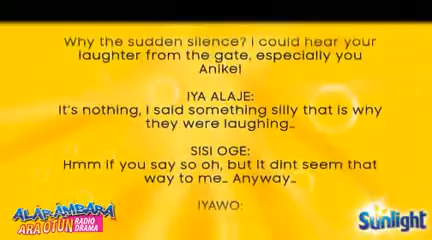 Why the sudden silence? I could hear your
laughter from the gate, especially you
Anike!
IYA ALAJE:
It's nothing, I said something silly that is why
they were laughing...
SISI OGE:
Hmm if you say so oh, but it dint seem that
way to me... Anyway...
IYAWO:
ALÁRÀMBARÀ
ARA OTUN RADIO
DRAMA
Sunlight